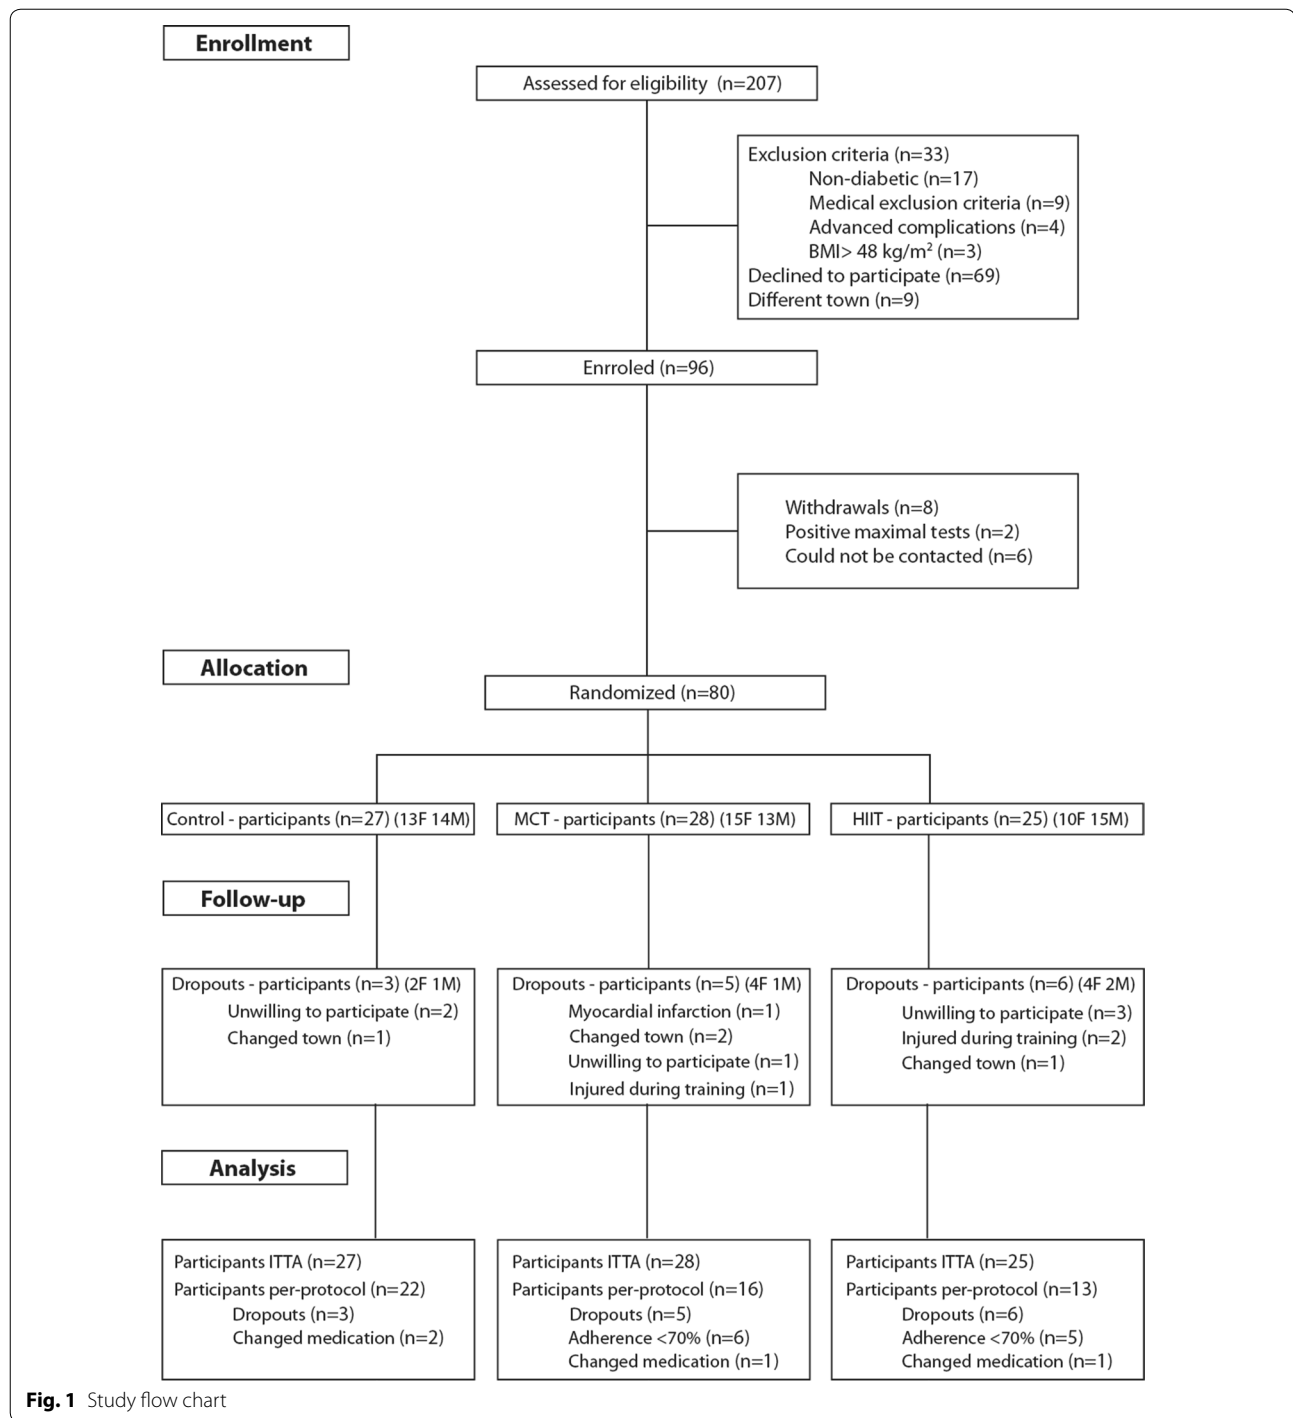 Enrollment
Assessed for eligibility (n=207)
Exclusion criteria (n=33)
Non-diabetic (n=17)
Medical exclusion criteria (n=9)
Advanced complications (n=4)
BMI> 48 kg/m² (n=3)
Declined to participate (n=69)
Different town (n=9)
Enrroled (n=96)
Withdrawals (n=8)
Positive maximal tests (n=2)
Could not be contacted (n=6)
Allocation
Randomized (n=80)
Control - participants (n=27) (13F 14M)
MCT - participants (n=28) (15F 13M)
HIIT - participants (n=25) (10F 15M)
Follow-up
Dropouts - participants (n=3) (2F 1M)
Unwilling to participate (n=2)
Changed town (n=1)
Dropouts - participants (n=5) (4F 1M)
Myocardial infarction (n=1)
Changed town (n=2)
Unwilling to participate (n=1)
Injured during training (n=1)
Dropouts - participants (n=6) (4F 2M)
Unwilling to participate (n=3)
Injured during training (n=2)
Changed town (n=1)
Analysis
Participants ITTA (n=27)
Participants per-protocol (n=22)
Dropouts (n=3)
Changed medication (n=2)
Participants ITTA (n=28)
Participants per-protocol (n=16)
Dropouts (n=5)
Adherence <70% (n=6)
Changed medication (n=1)
Participants ITTA (n=25)
Participants per-protocol (n=13)
Dropouts (n=6)
Adherence <70% (n=5)
Changed medication (n=1)
Fig. 1 Study flow chart